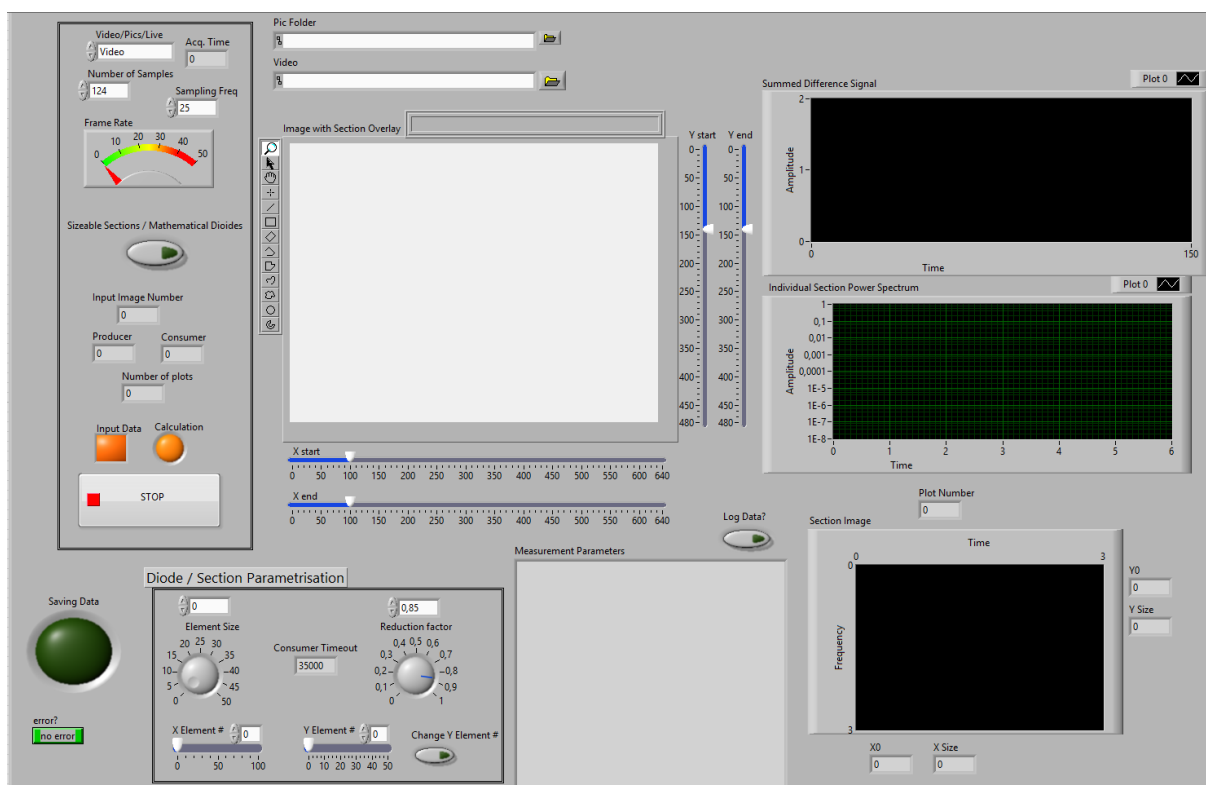 Video/Pics/Live
Video
Acq. Time
0
Number of Samples
124
Sampling Freq
25
Frame Rate
0 10 20 30 40 50
Sizeable Sections / Mathematical Dioides
Input Image Number
0
Producer Consumer
0 0
Number of plots
0
Input Data Calculation
STOP
Pic Folder
Video
Image with Section Overlay
Y start Y end
0 0
50 50
100 100
150 150
200 200
250 250
300 300
350 350
400 400
450 450
480 480
X start
0 50 100 150 200 250 300 350 400 450 500 550 600 640
X end
0 50 100 150 200 250 300 350 400 450 500 550 600 640
Summed Difference Signal
Plot 0
Amplitude
2
1
0
0 150
Time
Individual Section Power Spectrum
Plot 0
Amplitude
1
0,1
0,01
0,001
0,0001
1E-5
1E-6
1E-7
1E-8
0 1 2 3 4 5 6
Time
Plot Number
0
Log Data?
Section Image
Time
0 3
0
Frequency
3
Y0
0
Y Size
0
X0 X Size
0 0
Measurement Parameters
Diode / Section Parametrisation
0
Element Size
0 5 10 15 20 25 30 35 40 45 50
Consumer Timeout
35000
0,85
Reduction factor
0 0,1 0,2 0,3 0,4 0,5 0,6 0,7 0,8 0,9 1
X Element # 0
0 50 100
Y Element # 0
0 10 20 30 40 50
Change Y Element #
Saving Data
error?
no error